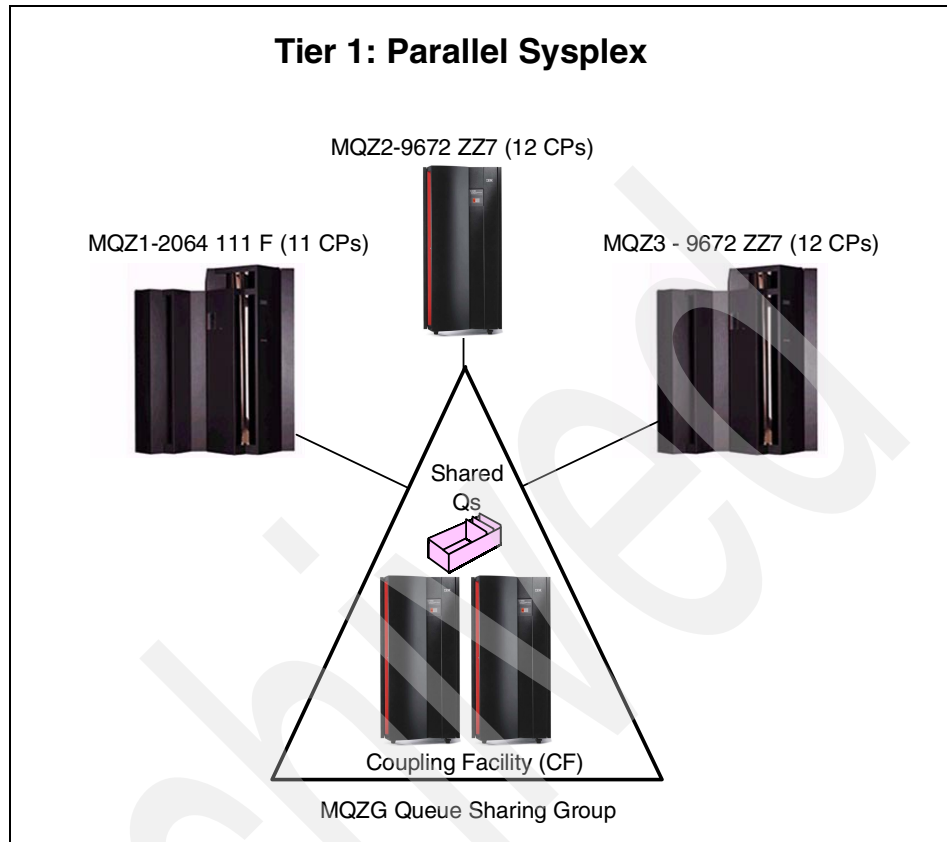 Tier 1: Parallel Sysplex
MQZ2-9672 ZZ7 (12 CPs)
MQZ1-2064 111 F (11 CPs)
MQZ3 - 9672 ZZ7 (12 CPs)
Shared
Qs
Coupling Facility (CF)
MQZG Queue Sharing Group